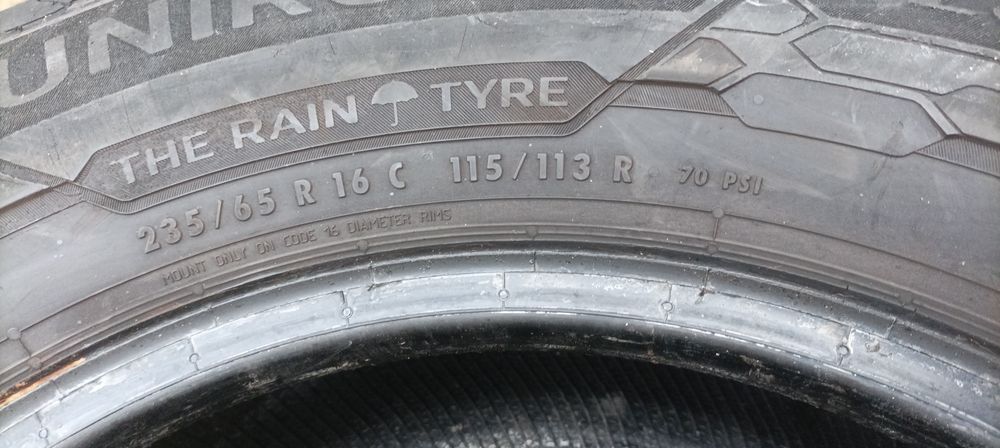 THE RAIN TYRE
235/65 R 16 C 115/113 R 70 PSI
MOUNT ONLY ON CODE 16 DIAMETER RIMS